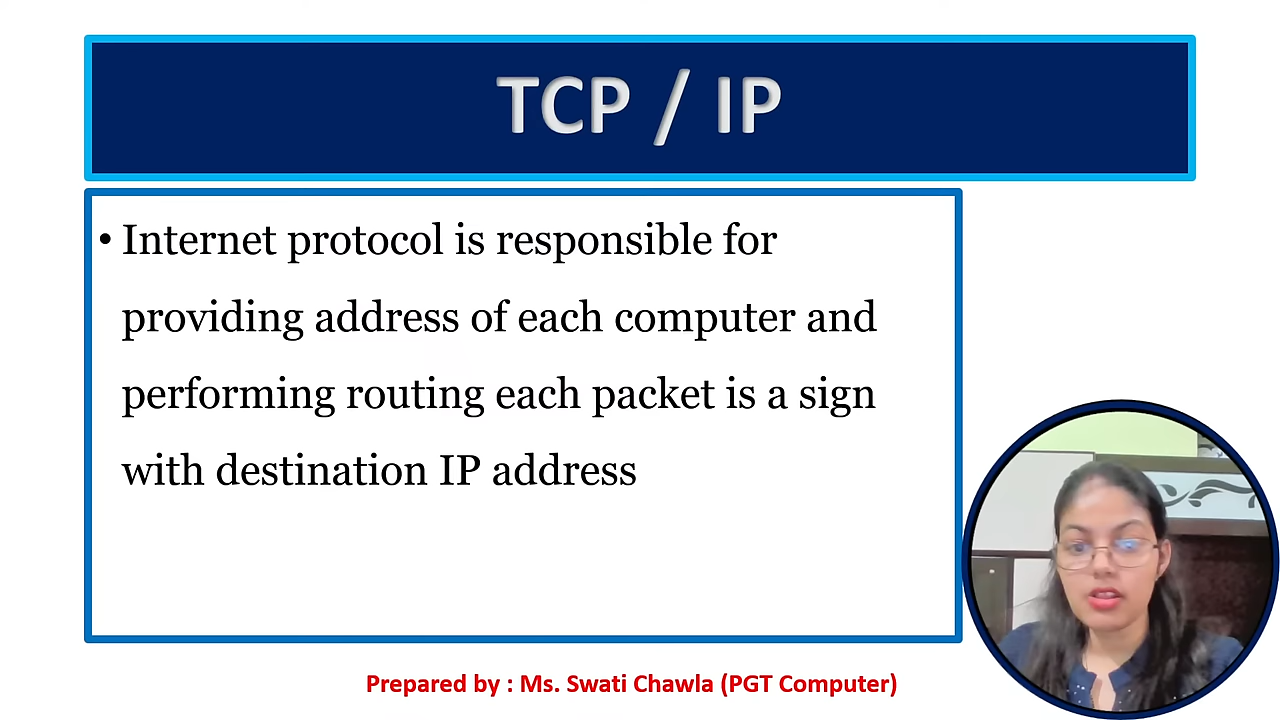 TCP / IP
• Internet protocol is responsible for
providing address of each computer and
performing routing each packet is a sign
with destination IP address
Prepared by : Ms. Swati Chawla (PGT Computer)